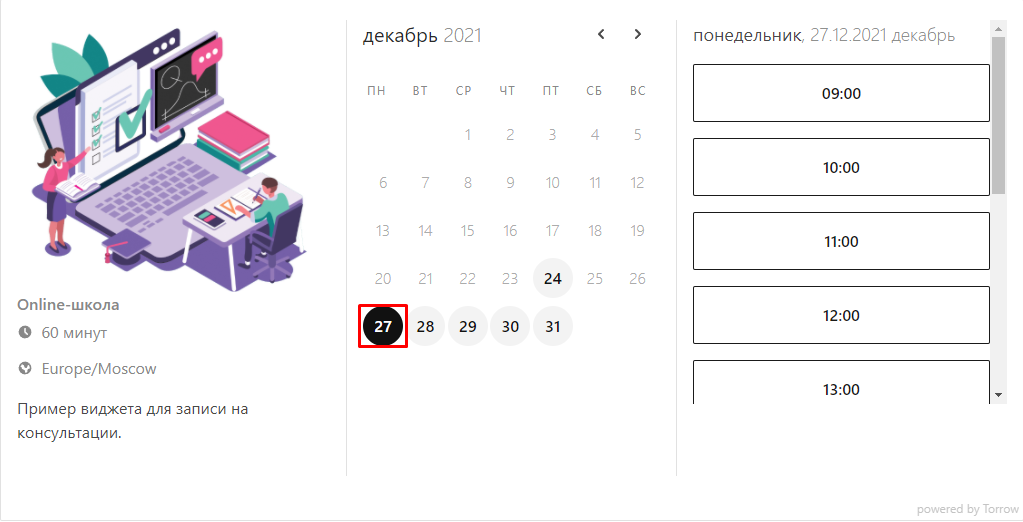 Online-школа
60 минут
Europe/Moscow
Пример виджета для записи на
консультации.
декабрь 2021
ПН ВТ СР ЧТ ПТ СБ ВС
1 2 3 4 5
6 7 8 9 10 11 12
13 14 15 16 17 18 19
20 21 22 23 24 25 26
27 28 29 30 31
понедельник, 27.12.2021 декабрь
09:00
10:00
11:00
12:00
13:00
powered by Torrow